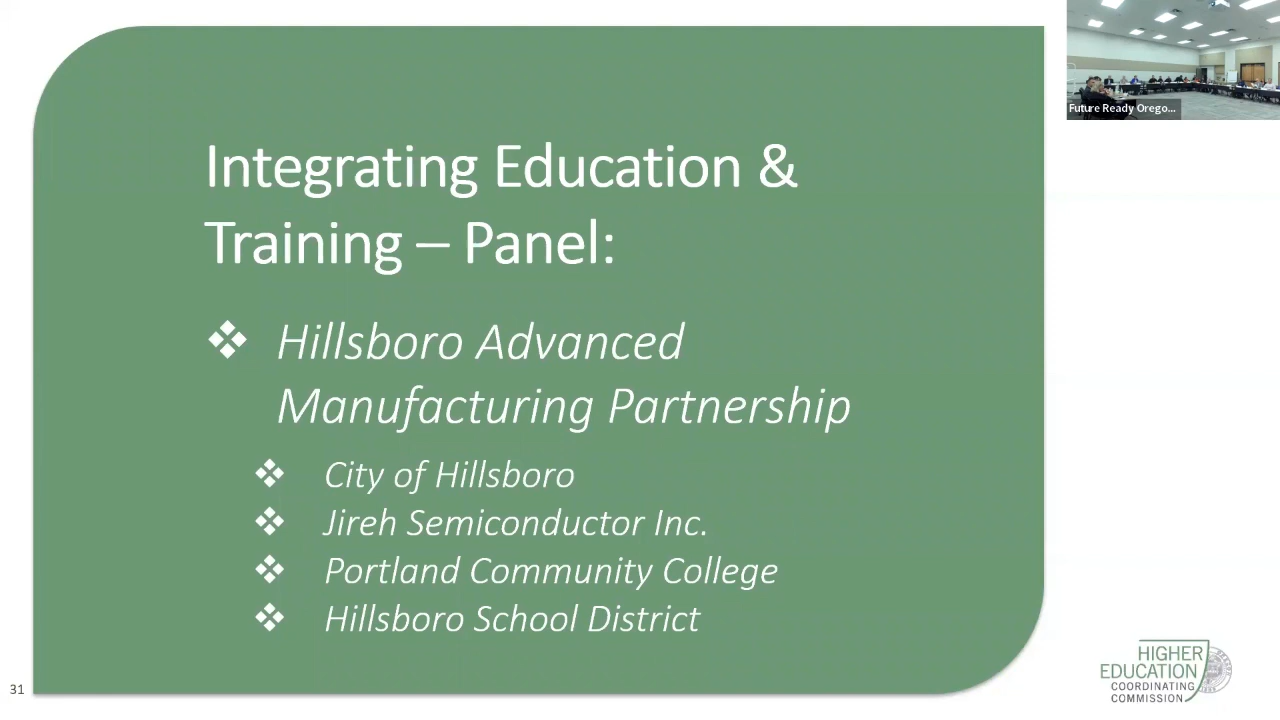 Integrating Education &
Training – Panel:
❖ Hillsboro Advanced
Manufacturing Partnership
❖ City of Hillsboro
❖ Jireh Semiconductor Inc.
❖ Portland Community College
❖ Hillsboro School District
Future Ready Orego...
31
HIGHER
EDUCATION
COORDINATING
COMMISSION